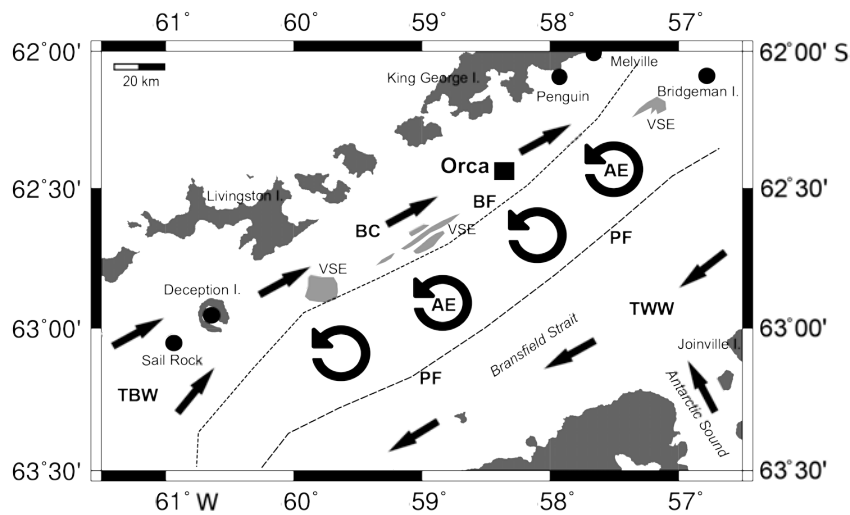 61° 60° 59° 58° 57°
62°00' 62°00' S
20 km
King George I.
Melville
Penguin
Bridgeman I.
VSE
Orca
AE
62°30' 62°30'
Livingston I.
BF
BC
VSE
PF
VSE
Deception I.
AE
TWW
63°00' 63°00'
Bransfield Strait
Joinville I.
Sail Rock
PF
TBW
Antarctic Sound
63°30' 63°30'
61° W 60° 59° 58° 57°